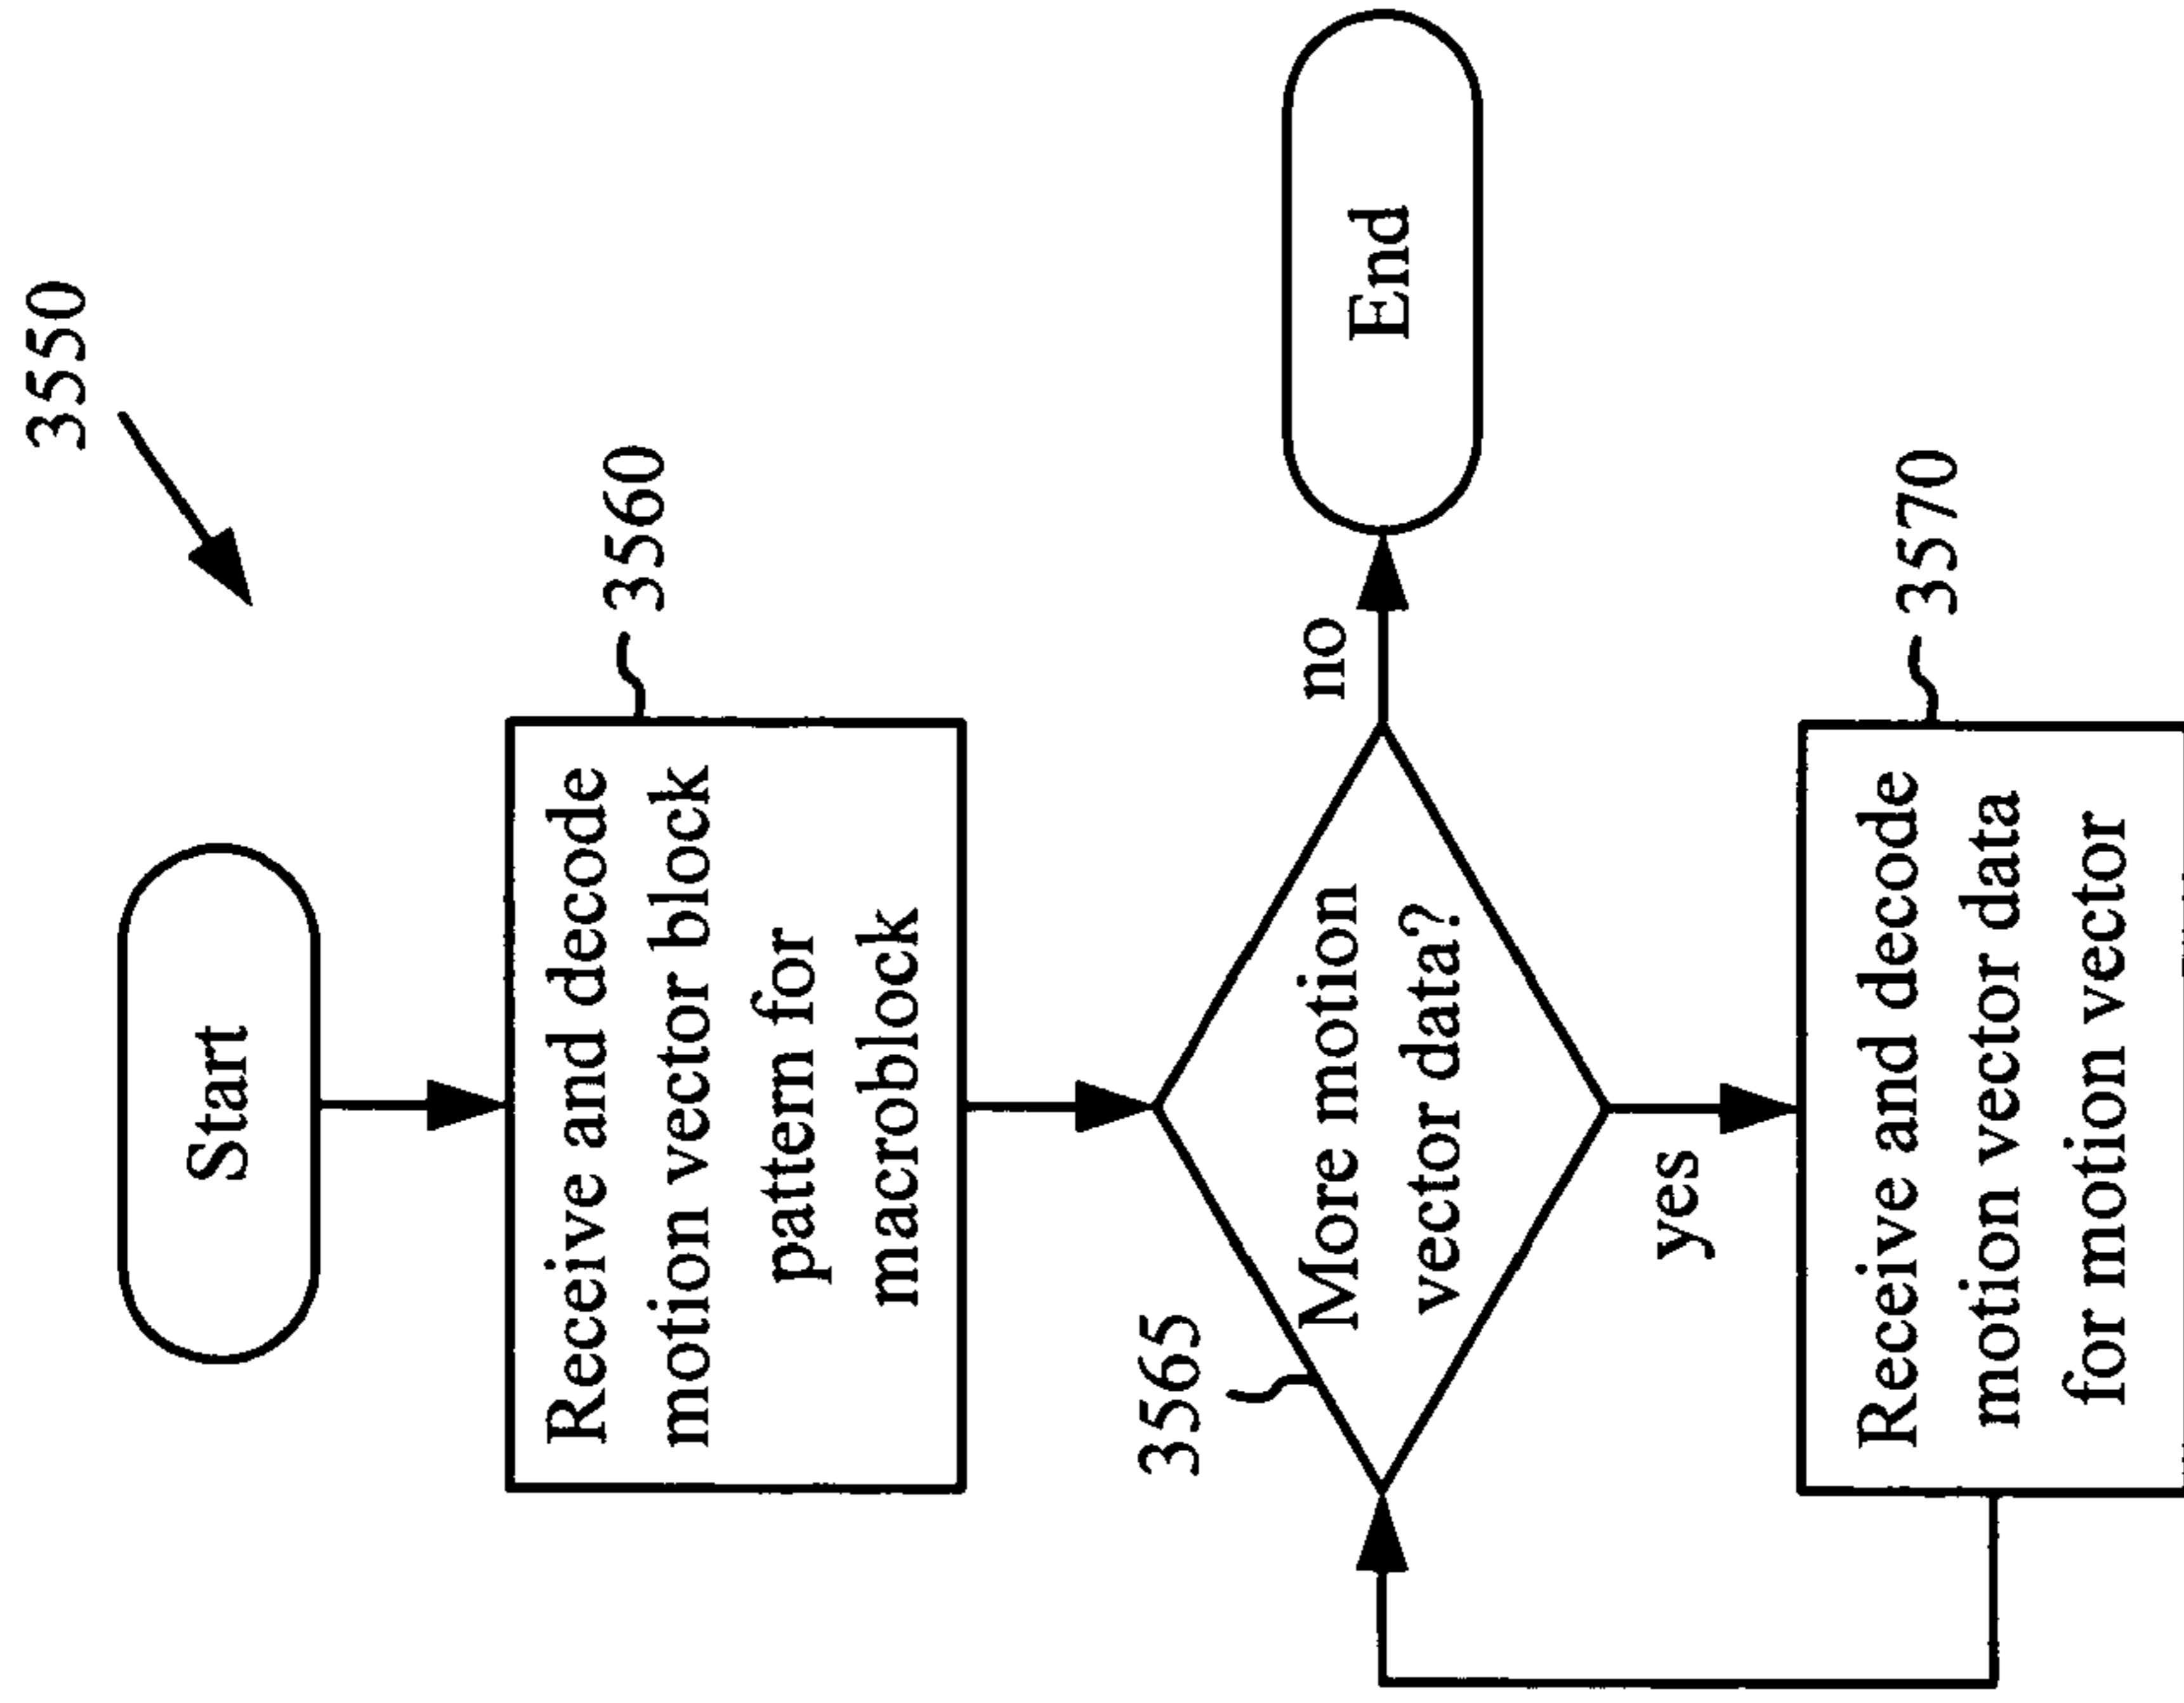 3550
Start
3560
Receive and decode
motion vector block
pattern for
macroblock
3565
More motion
vector data?
no
End
yes
3570
Receive and decode
motion vector data
for motion vector